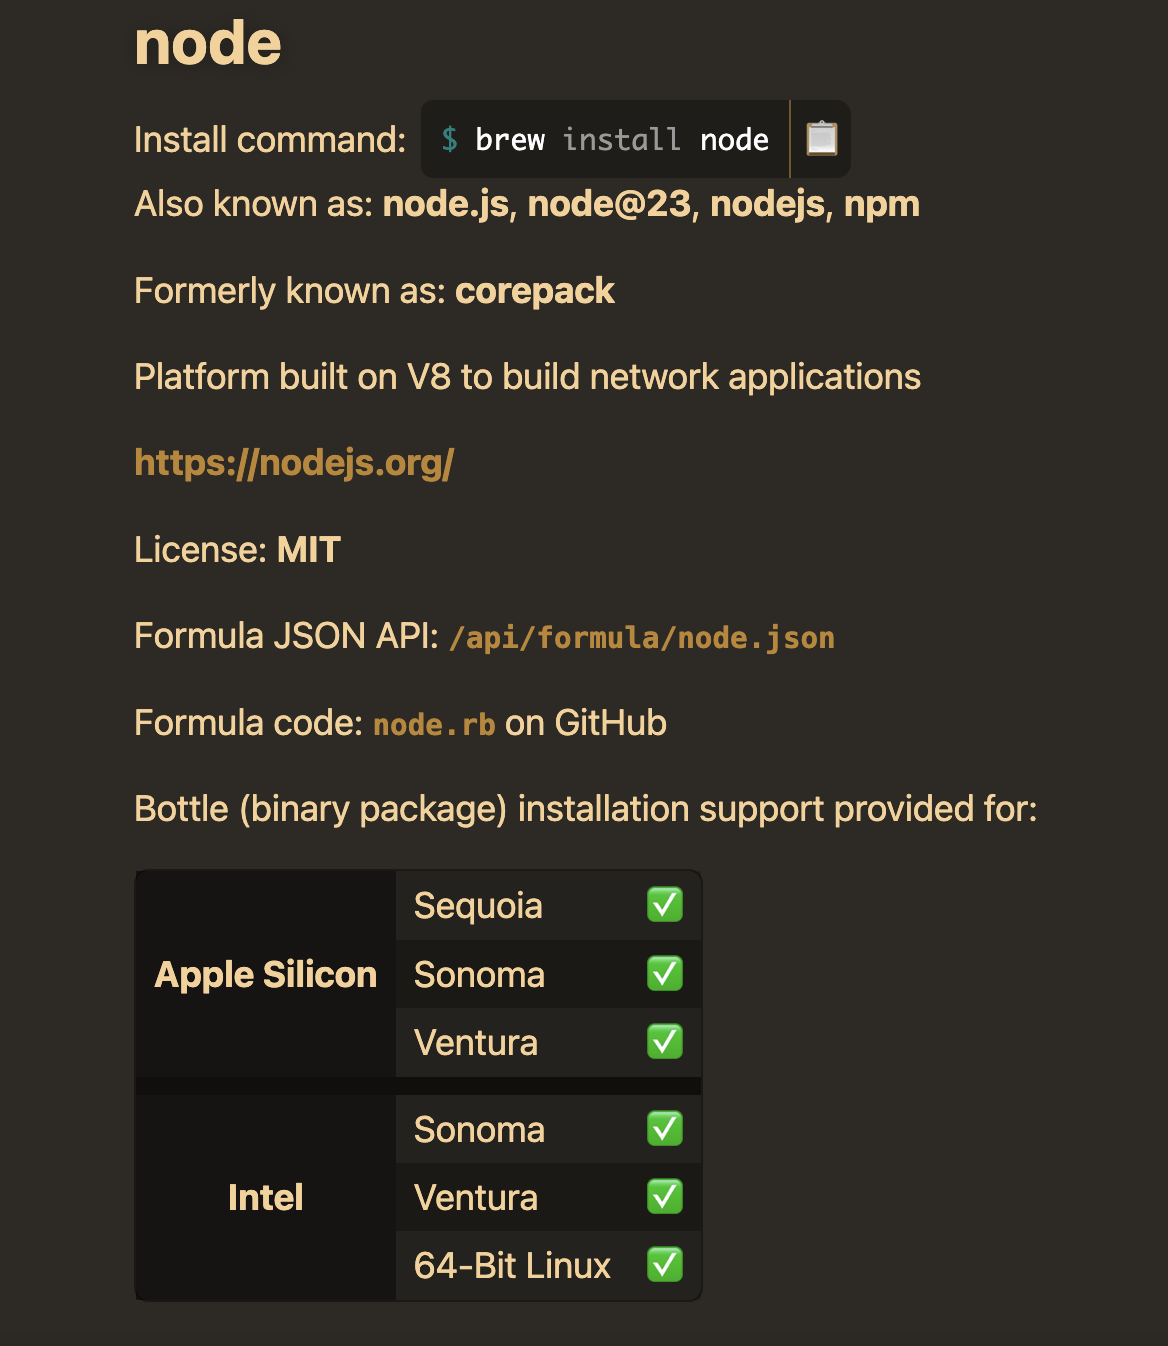 node
Install command: $ brew install node
Also known as: node.js, node@23, nodejs, npm
Formerly known as: corepack
Platform built on V8 to build network applications
https://nodejs.org/
License: MIT
Formula JSON API: /api/formula/node.json
Formula code: node.rb on GitHub
Bottle (binary package) installation support provided for:
Apple Silicon
Sequoia ✅
Sonoma ✅
Ventura ✅
Intel
Sonoma ✅
Ventura ✅
64-Bit Linux ✅